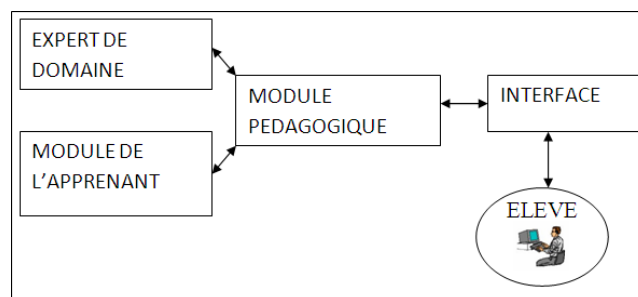 EXPERT DE
DOMAINE
MODULE DE
L'APPRENANT
MODULE
PEDAGOGIQUE
INTERFACE
ELEVE